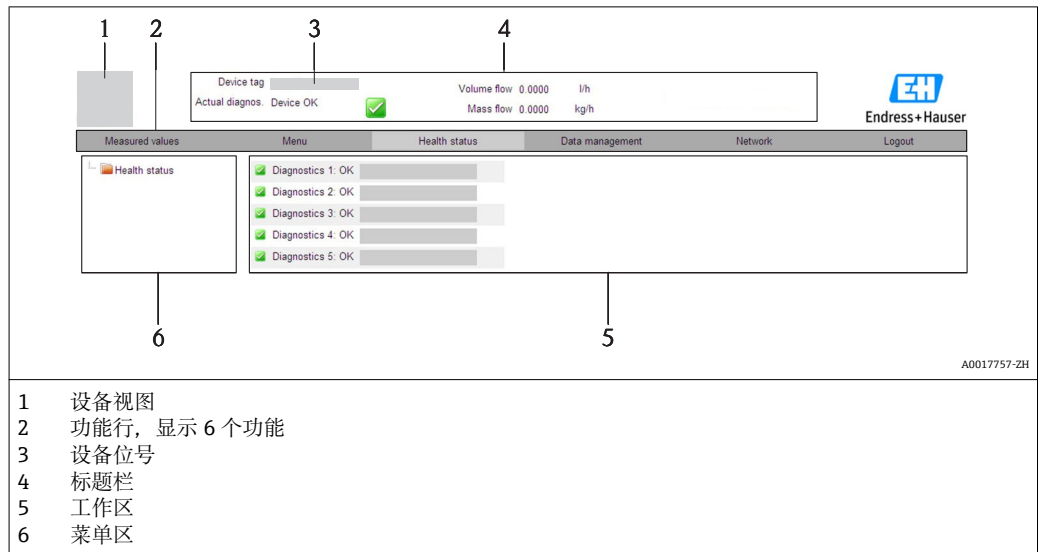 1 2 3 4
Device tag
Volume flow 0.0000 l/h
Actual diagnos. Device OK
Mass flow 0.0000 kg/h
EH
Endress+Hauser
Measured values Menu Health status Data management Network Logout
Health status
Diagnostics 1: OK
Diagnostics 2: OK
Diagnostics 3: OK
Diagnostics 4: OK
Diagnostics 5: OK
6 5
A0017757-ZH
1 设备视图
2 功能行，显示 6 个功能
3 设备位号
4 标题栏
5 工作区
6 菜单区